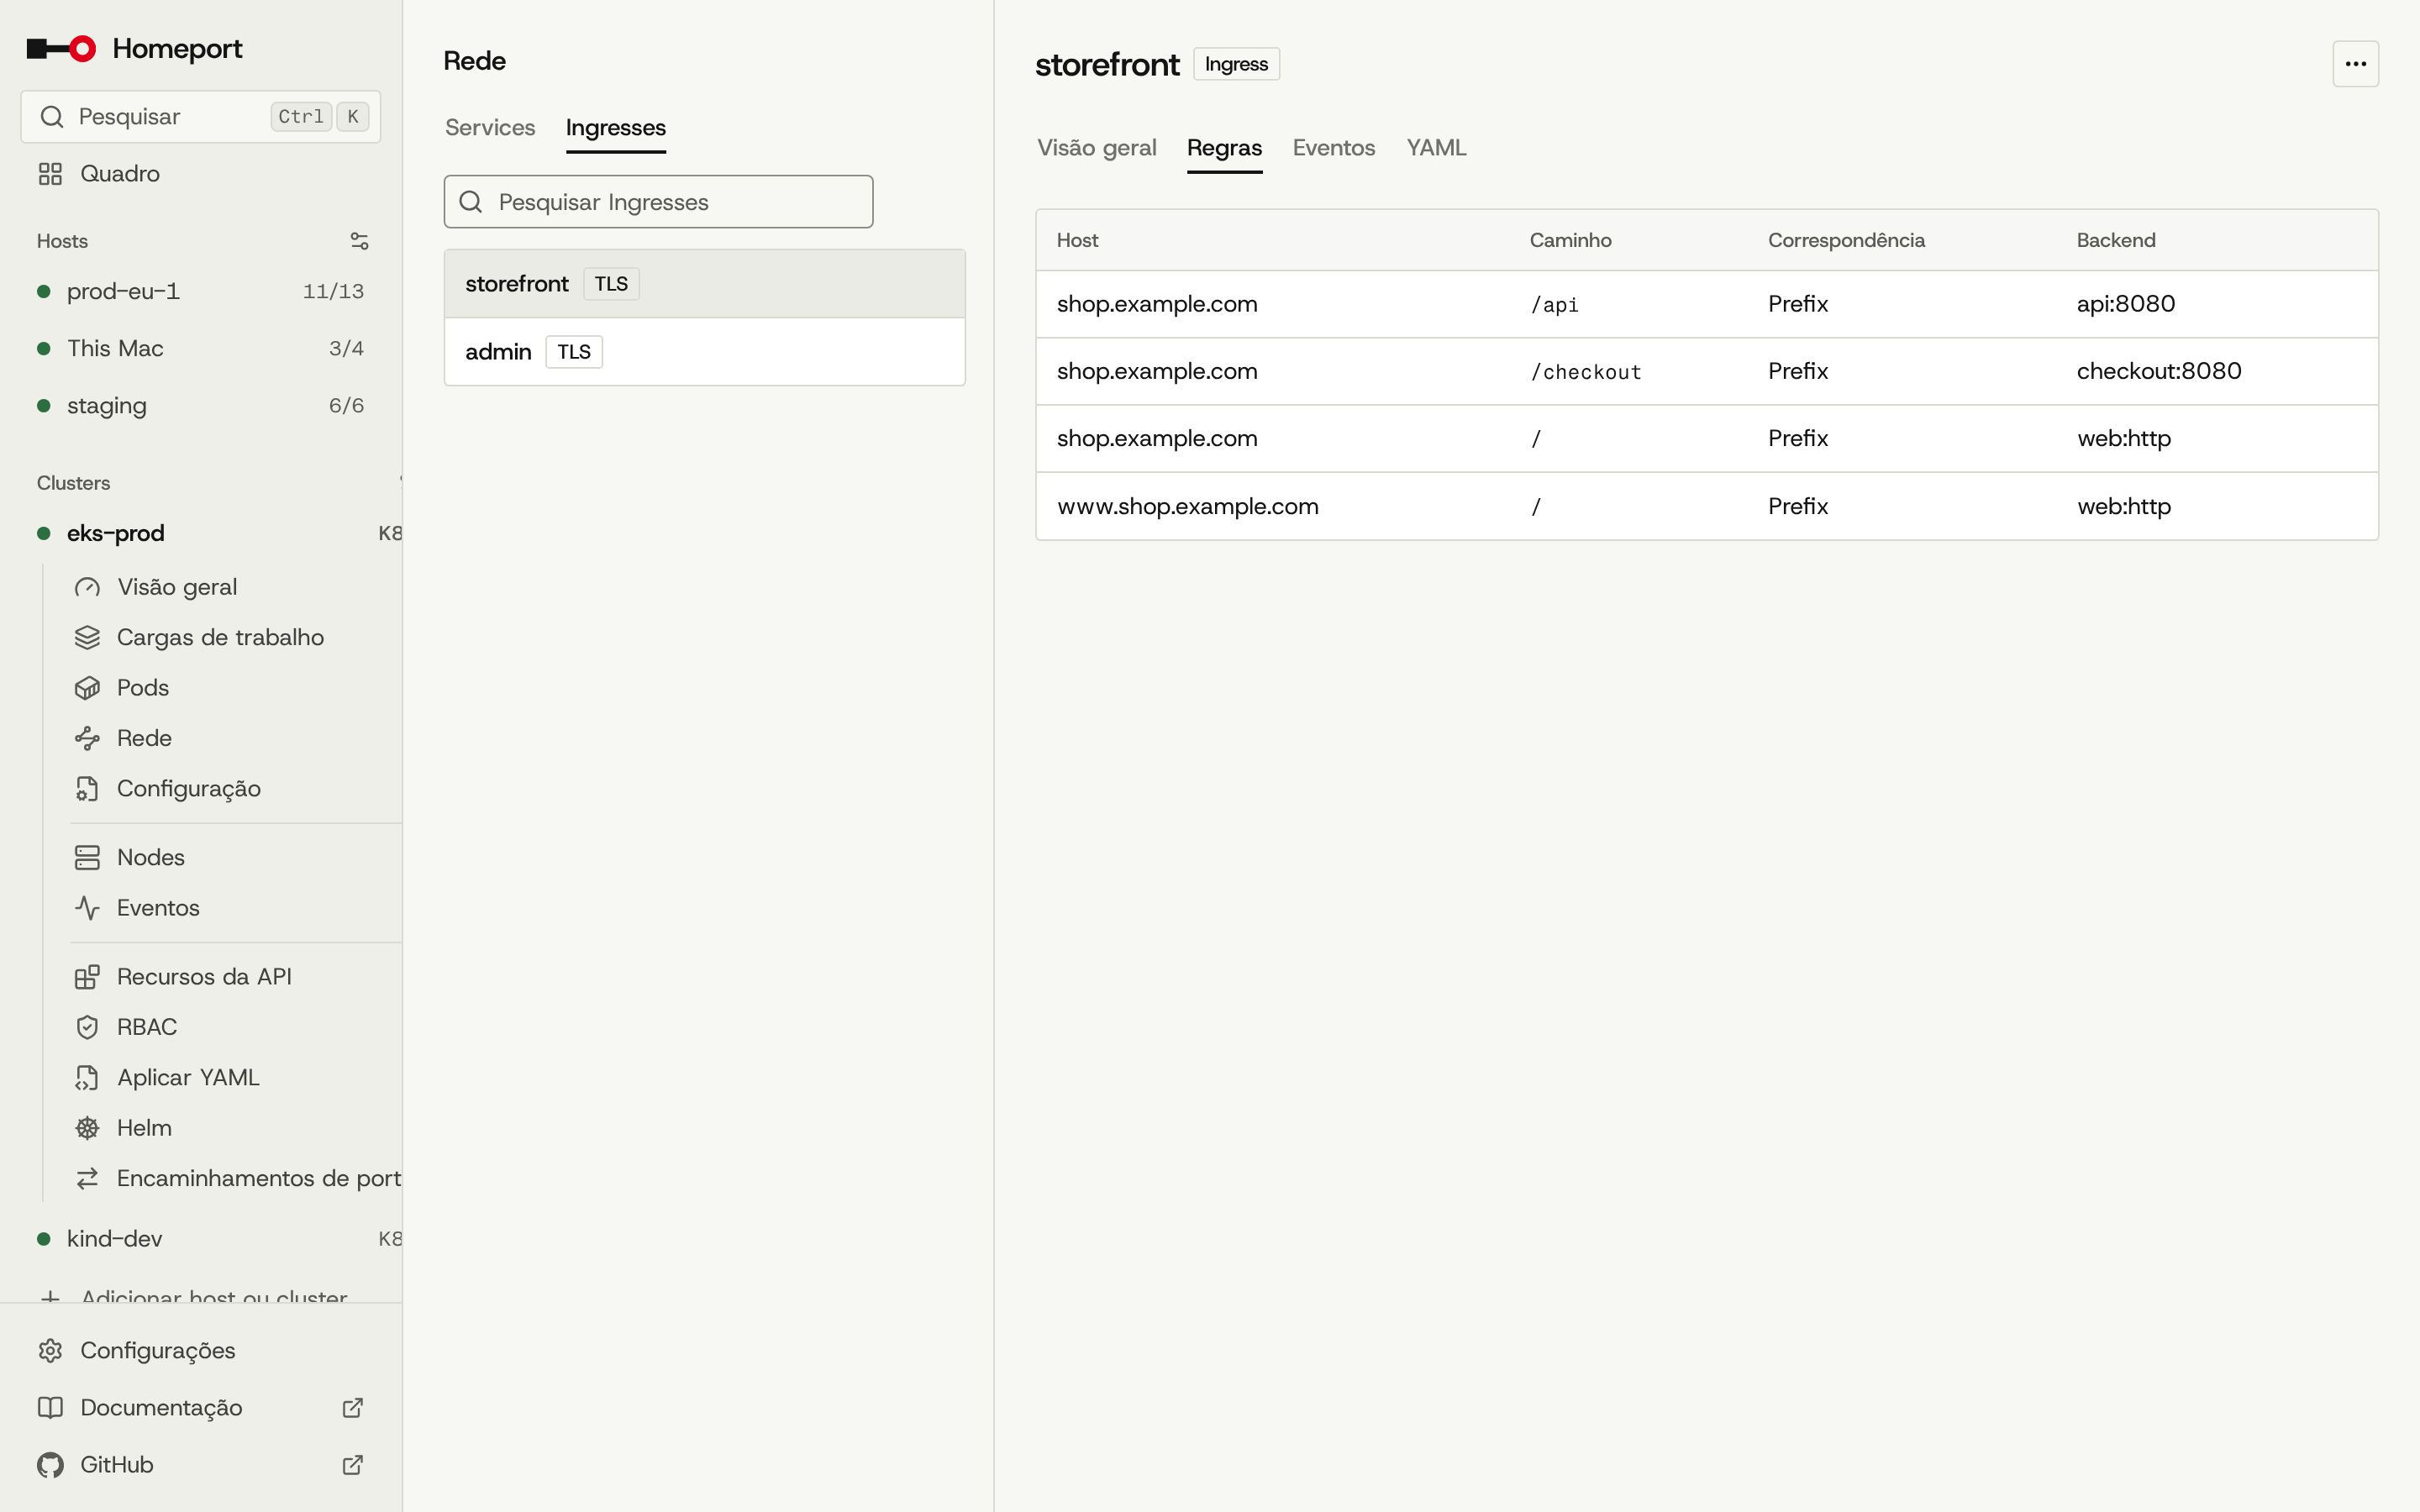 Homeport
Pesquisar Ctrl K
Quadro
Hosts
prod-eu-1 11/13
This Mac 3/4
staging 6/6
Clusters
eks-prod K8
Visão geral
Cargas de trabalho
Pods
Rede
Configuração
Nodes
Eventos
Recursos da API
RBAC
Aplicar YAML
Helm
Encaminhamentos de port
kind-dev K8
Adicionar host ou cluster
Configurações
Documentação
GitHub
Rede
Services Ingresses
Pesquisar Ingresses
storefront TLS
admin TLS
storefront Ingress
Visão geral Regras Eventos YAML
Host Caminho Correspondência Backend
shop.example.com /api Prefix api:8080
shop.example.com /checkout Prefix checkout:8080
shop.example.com / Prefix web:http
www.shop.example.com / Prefix web:http